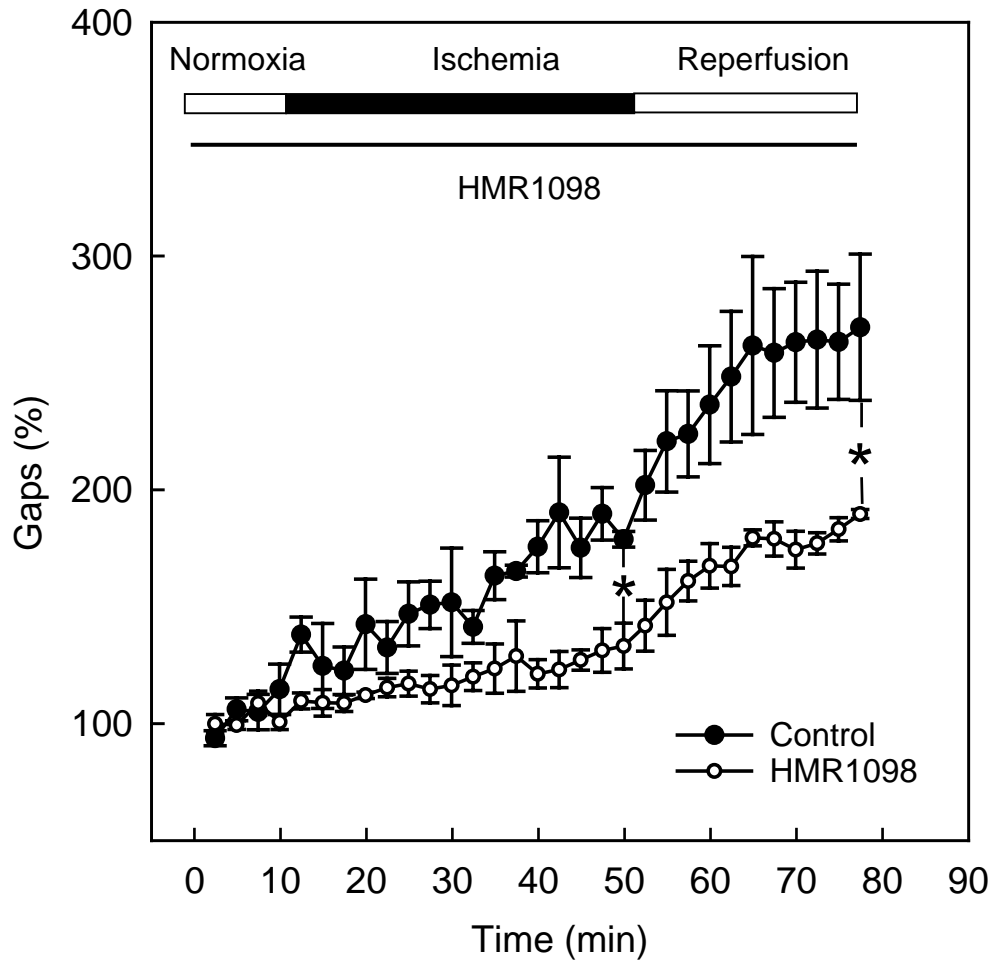 400
Normoxia Ischemia Reperfusion
HMR1098
300
Gaps (%)
200
*
*
100
Control
HMR1098
0 10 20 30 40 50 60 70 80 90
Time (min)